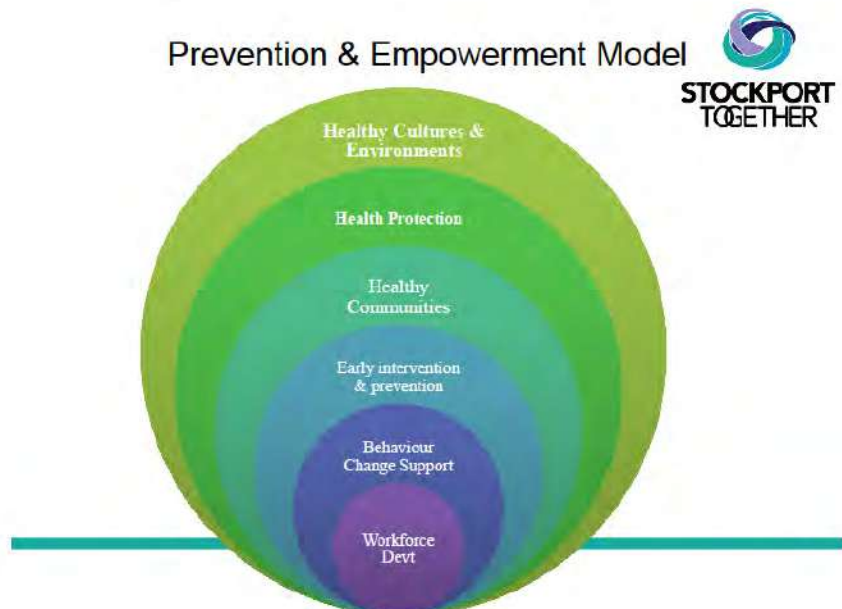 Prevention & Empowerment Model
STOCKPORT
TOGETHER
Healthy Cultures &
Environments
Health Protection
Healthy
Communities
Early intervention
& prevention
Behaviour
Change Support
Workforce
Devt